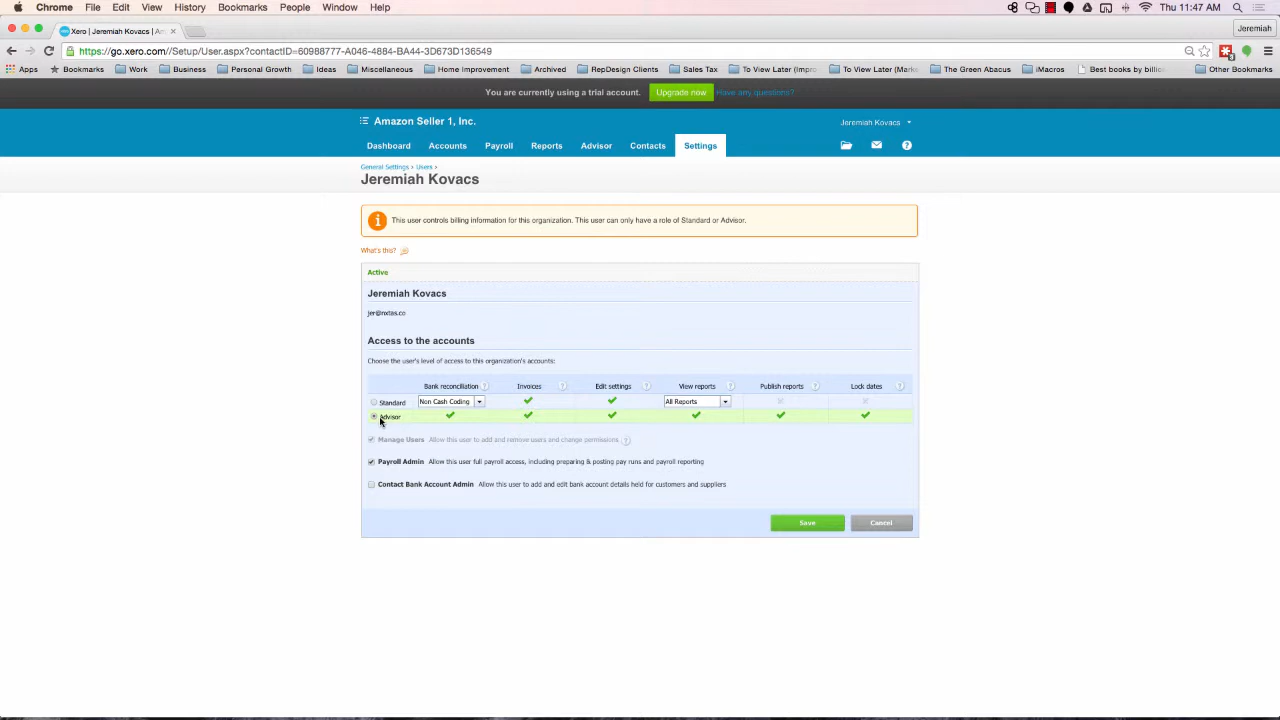 Chrome File Edit View History Bookmarks People Window Help Thu 11:47 AM
Xero | Jeremiah Kovacs | Am
Jeremiah
https://go.xero.com//Setup/User.aspx?contactID=60988777-A046-4884-BA44-3D673D136549
Apps Bookmarks Work Business Personal Growth Ideas Miscellaneous Home Improvement Archived RepDesign Clients Sales Tax To View Later (Impro To View Later (Marke The Green Abacus iMacros Best books by billio Other Bookmarks
You are currently using a trial account. Upgrade now Have any questions?
Amazon Seller 1, Inc. Jeremiah Kovacs
Dashboard Accounts Payroll Reports Advisor Contacts Settings
General Settings › Users ›
Jeremiah Kovacs
This user controls billing information for this organization. This user can only have a role of Standard or Advisor.
What's this?
Active
Jeremiah Kovacs
jer@nxtas.co
Access to the accounts
Choose the user's level of access to this organization's accounts:
Bank reconciliation Invoices Edit settings View reports Publish reports Lock dates
Standard Non Cash Coding All Reports
Advisor
Manage Users Allow this user to add and remove users and change permissions.
Payroll Admin Allow this user full payroll access, including preparing & posting pay runs and payroll reporting
Contact Bank Account Admin Allow this user to add and edit bank account details held for customers and suppliers
Save Cancel